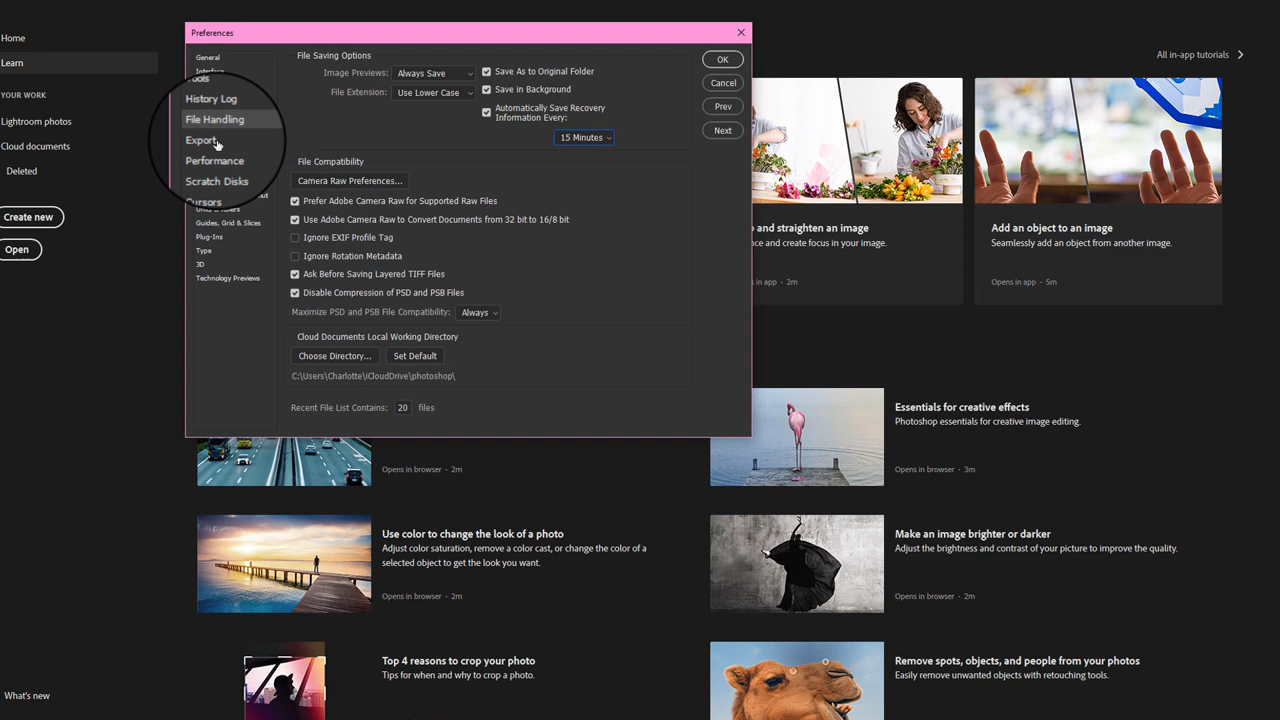 Home
Learn
YOUR WORK
Lightroom photos
Cloud documents
Deleted
Create new
Open
What's new
Preferences
General
Interface
Tools
History Log
File Handling
Export
Performance
Scratch Disks
Cursors
Guides, Grid & Slices
Plug-Ins
Type
3D
Technology Previews
File Saving Options
Image Previews: Always Save
File Extension: Use Lower Case
Save As to Original Folder
Save in Background
Automatically Save Recovery
Information Every:
15 Minutes
File Compatibility
Camera Raw Preferences...
Prefer Adobe Camera Raw for Supported Raw Files
Use Adobe Camera Raw to Convert Documents from 32 bit to 16/8 bit
Ignore EXIF Profile Tag
Ignore Rotation Metadata
Ask Before Saving Layered TIFF Files
Disable Compression of PSD and PSB Files
Maximize PSD and PSB File Compatibility: Always
Cloud Documents Local Working Directory
Choose Directory... Set Default
C:\Users\Charlotte\iCloudDrive\photoshop\
Recent File List Contains: 20 files
OK
Cancel
Prev
Next
All in-app tutorials
and straighten an image
nce and create focus in your image.
ns in app • 2m
Add an object to an image
Seamlessly add an object from another image.
Opens in app • 5m
Opens in browser • 2m
Essentials for creative effects
Photoshop essentials for creative image editing.
Opens in browser • 3m
Use color to change the look of a photo
Adjust color saturation, remove a color cast, or change the color of a
selected object to get the look you want.
Opens in browser • 2m
Make an image brighter or darker
Adjust the brightness and contrast of your picture to improve the quality.
Opens in browser • 2m
Top 4 reasons to crop your photo
Tips for when and why to crop a photo.
Remove spots, objects, and people from your photos
Easily remove unwanted objects with retouching tools.